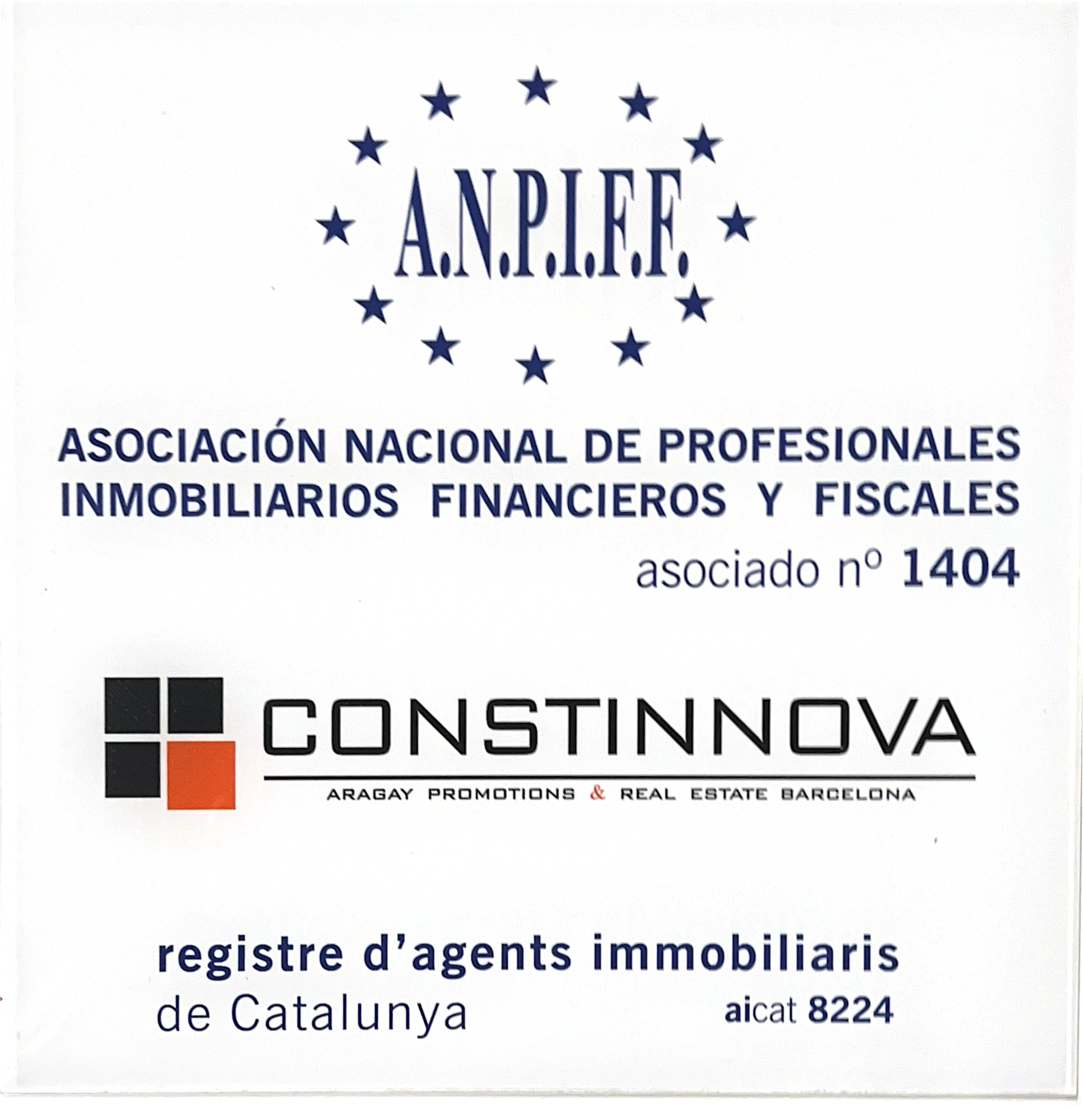 A.N.P.I.F.F.
ASOCIACIÓN NACIONAL DE PROFESIONALES
INMOBILIARIOS FINANCIEROS Y FISCALES
asociado nº 1404
CONSTINNOVA
ARAGAY PROMOTIONS & REAL ESTATE BARCELONA
registre d'agents immobiliaris
de Catalunya aicat 8224